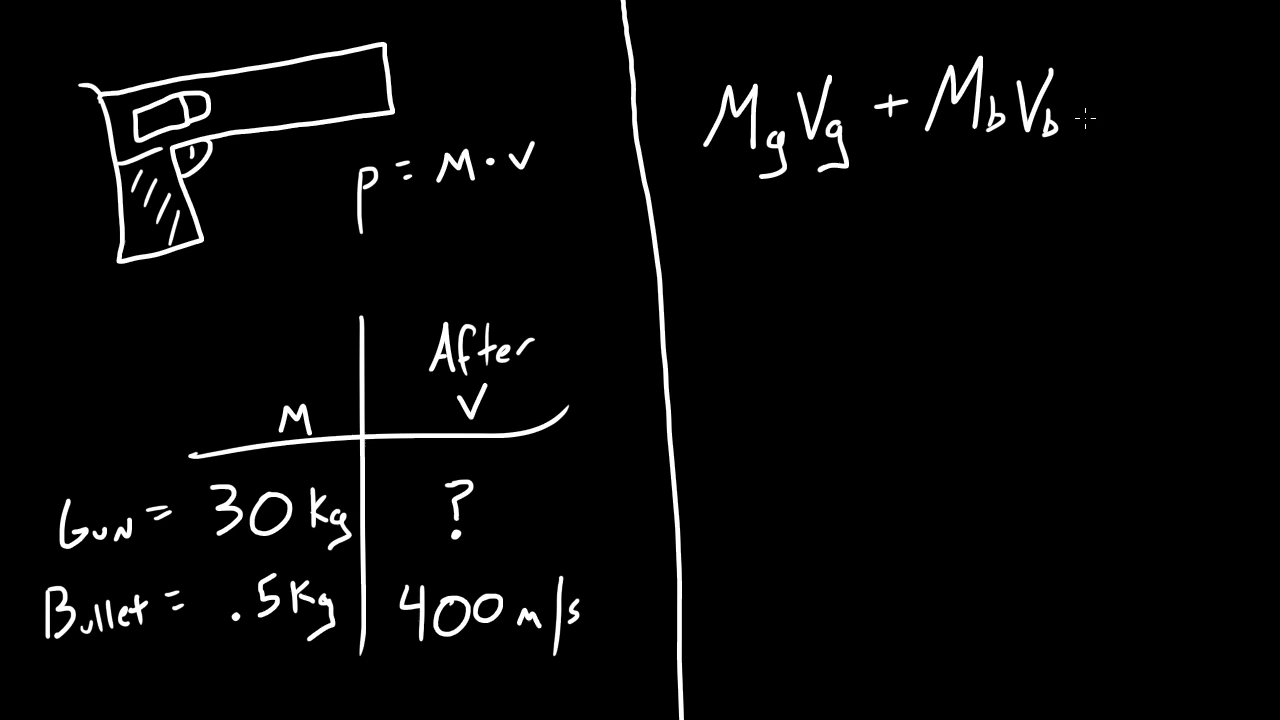 p = M · V
M After V
Gun = 30 kg ?
Bullet = .5 kg 400 m/s
MgVg + MbVb